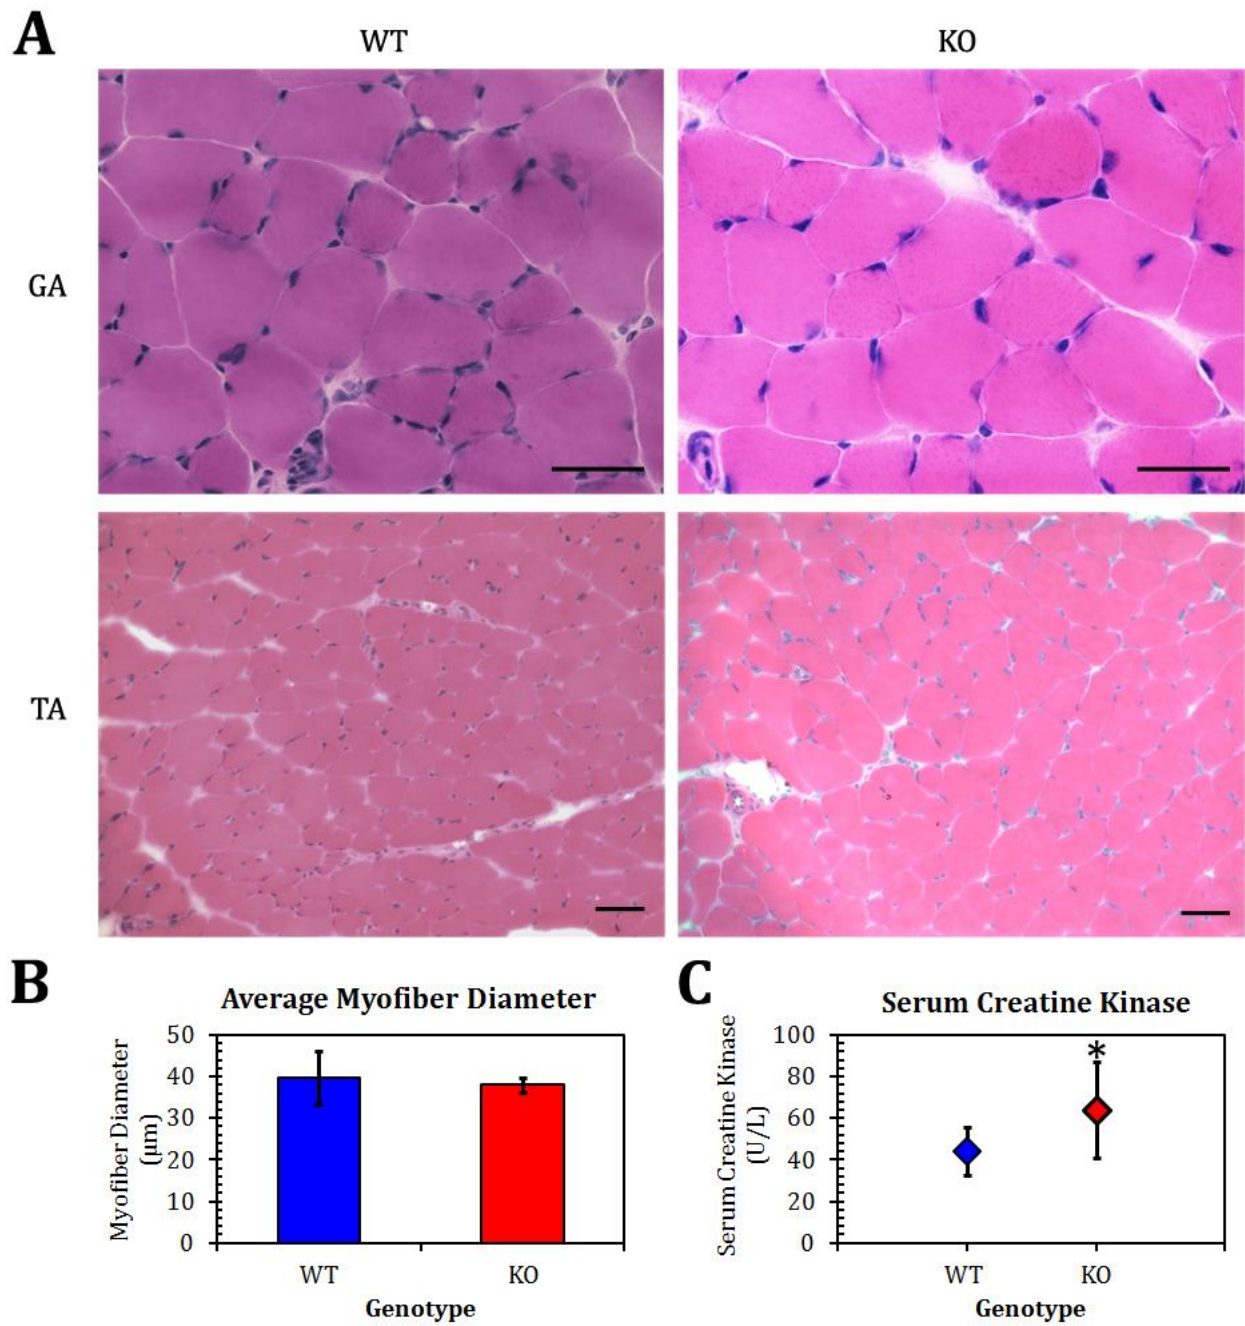 A
WT
KO
GA
TA
B
Average Myofiber Diameter
Myofiber Diameter
(μm)
50
40
30
20
10
0
WT
KO
Genotype
C
Serum Creatine Kinase
Serum Creatine Kinase
(U/L)
100
80
60
40
20
0
*
WT
KO
Genotype